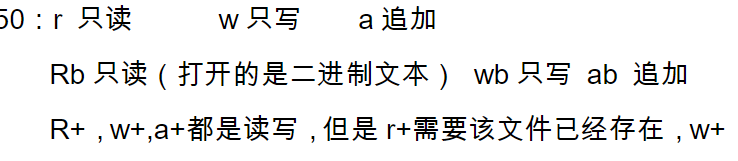 50：r 只读 w 只写 a 追加
Rb 只读（打开的是二进制文本） wb 只写 ab 追加
R+ ，w+,a+都是读写，但是 r+需要该文件已经存在，w+